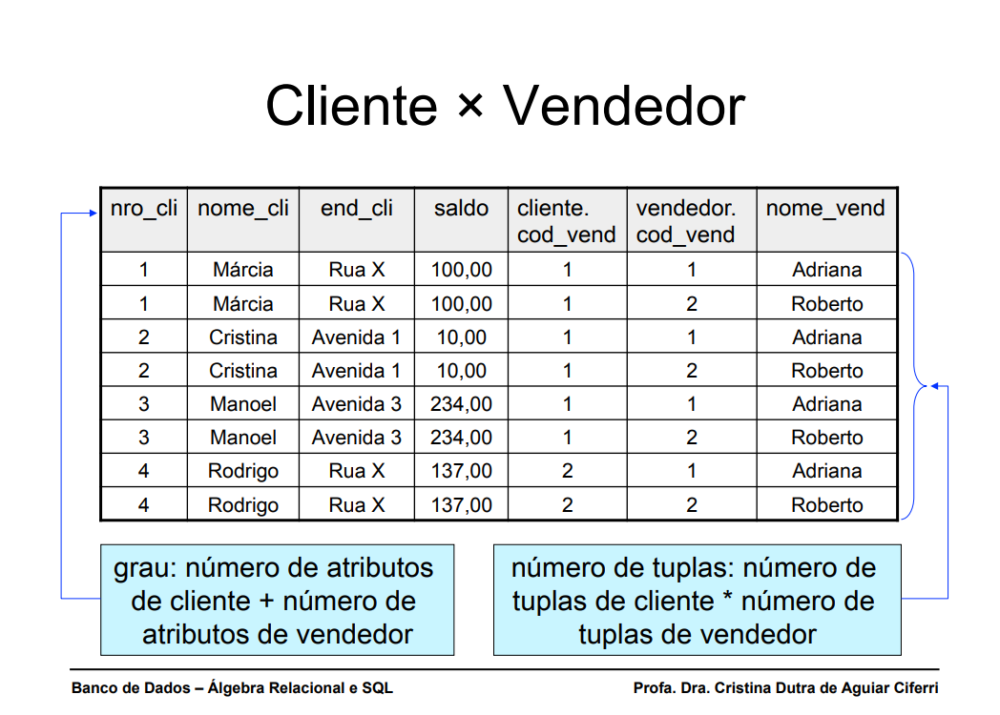 Cliente × Vendedor
nro_cli nome_cli end_cli saldo cliente. vendedor. nome_vend
cod_vend cod_vend
1 Márcia Rua X 100,00 1 1 Adriana
1 Márcia Rua X 100,00 1 2 Roberto
2 Cristina Avenida 1 10,00 1 1 Adriana
2 Cristina Avenida 1 10,00 1 2 Roberto
3 Manoel Avenida 3 234,00 1 1 Adriana
3 Manoel Avenida 3 234,00 1 2 Roberto
4 Rodrigo Rua X 137,00 2 1 Adriana
4 Rodrigo Rua X 137,00 2 2 Roberto
grau: número de atributos
de cliente + número de
atributos de vendedor
número de tuplas: número de
tuplas de cliente * número de
tuplas de vendedor
Banco de Dados – Álgebra Relacional e SQL
Profa. Dra. Cristina Dutra de Aguiar Ciferri